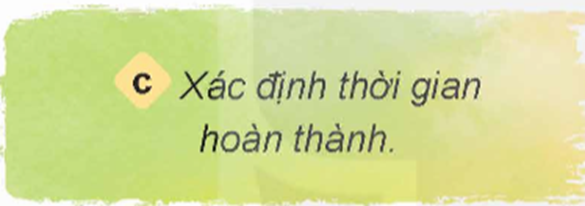 c Xác định thời gian
hoàn thành.